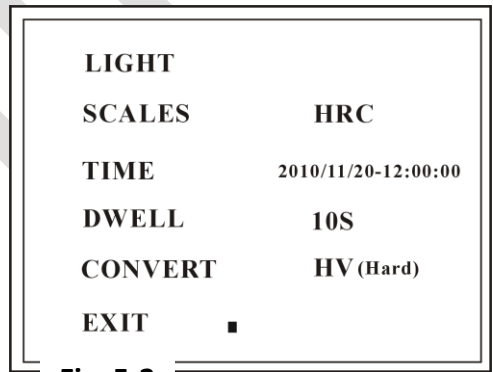 LIGHT
SCALES HRC
TIME 2010/11/20-12:00:00
DWELL 10S
CONVERT HV (Hard)
EXIT